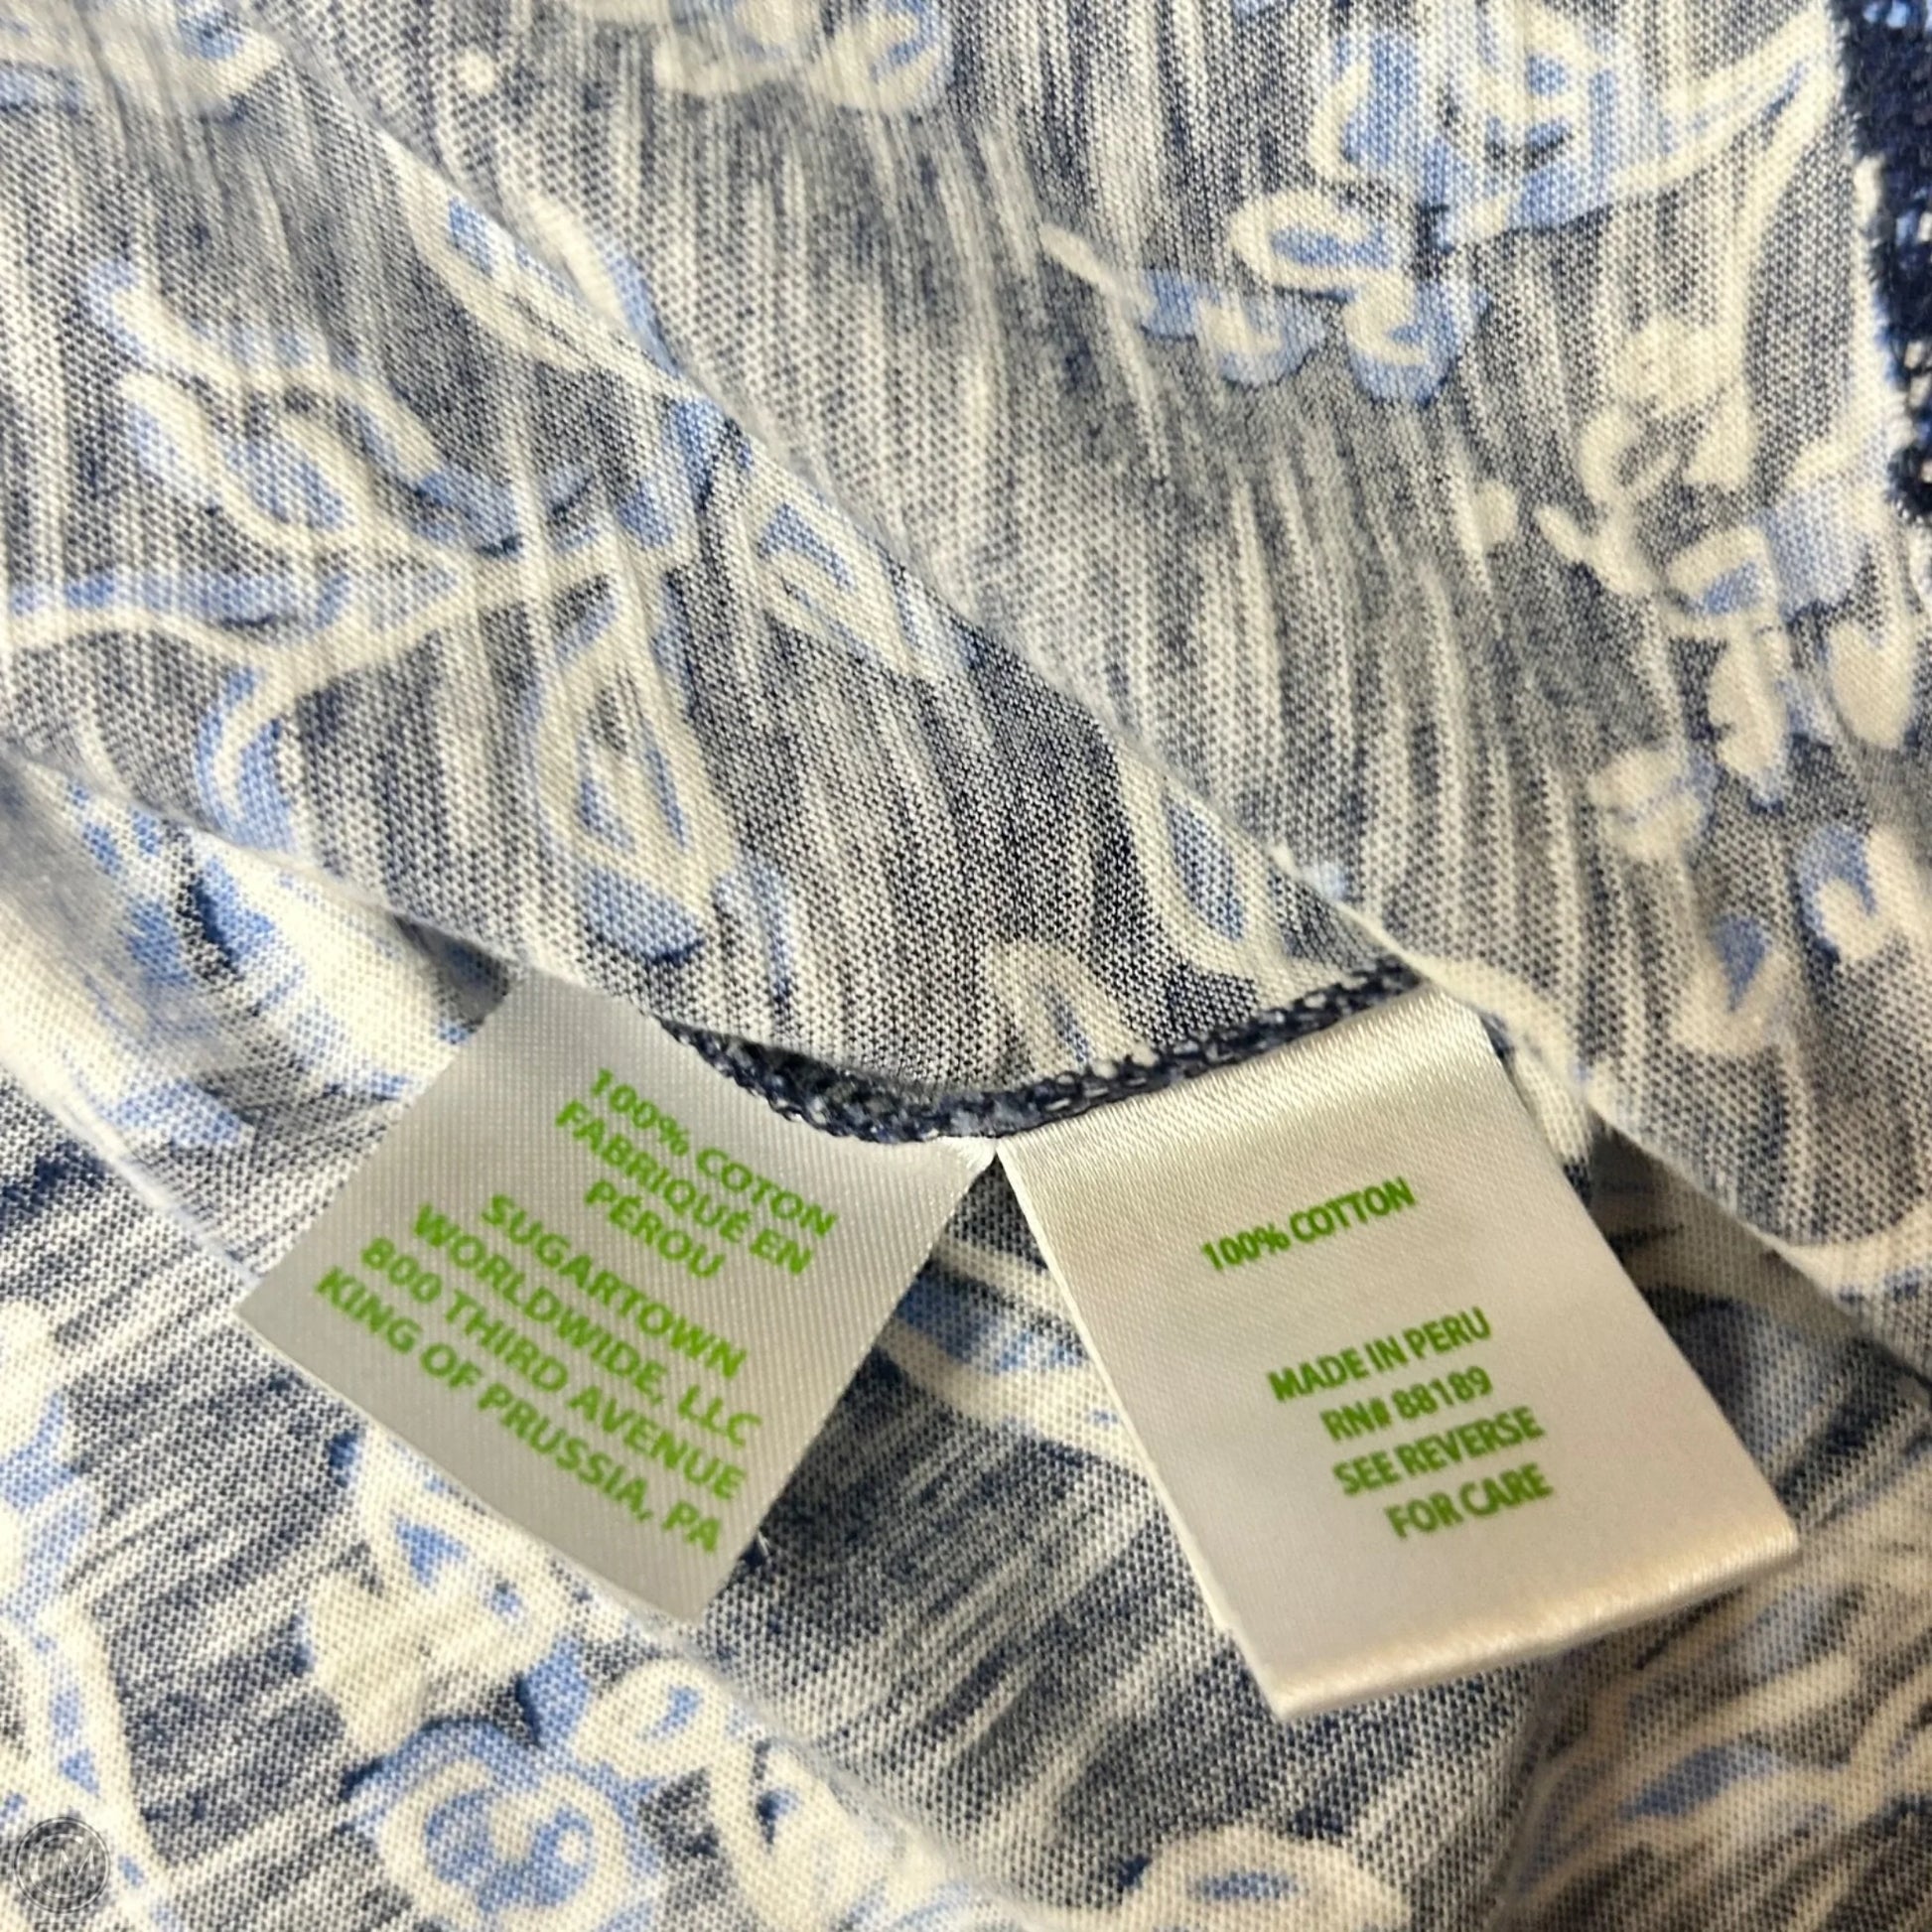 100% COTON
FABRIQUÉ EN
PÉROU
SUGARTOWN
WORLDWIDE, LLC
800 THIRD AVENUE
KING OF PRUSSIA, PA
100% COTTON
MADE IN PERU
RN# 88189
SEE REVERSE
FOR CARE